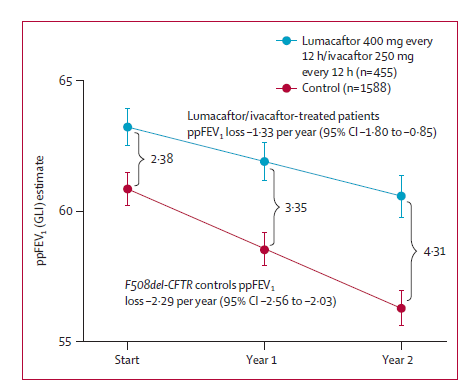 Lumacaftor 400 mg every
12 h/ivacaftor 250 mg
every 12 h (n=455)
Control (n=1588)
65
Lumacaftor/ivacaftor-treated patients
ppFEV1 loss –1·33 per year (95% CI –1·80 to –0·85)
2·38
ppFEV1 (GLI) estimate
60
3·35
4·31
F508del-CFTR controls ppFEV1
loss –2·29 per year (95% CI –2·56 to –2·03)
55
Start
Year 1
Year 2